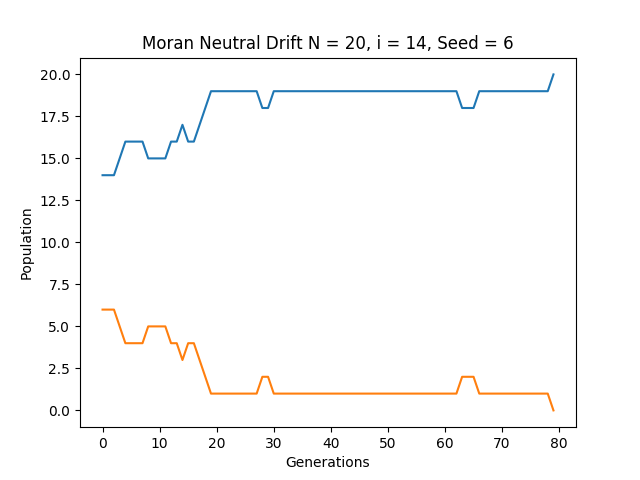 Moran Neutral Drift N = 20, i = 14, Seed = 6
20.0
17.5
15.0
12.5
10.0
7.5
5.0
2.5
0.0
Population
0 10 20 30 40 50 60 70 80
Generations